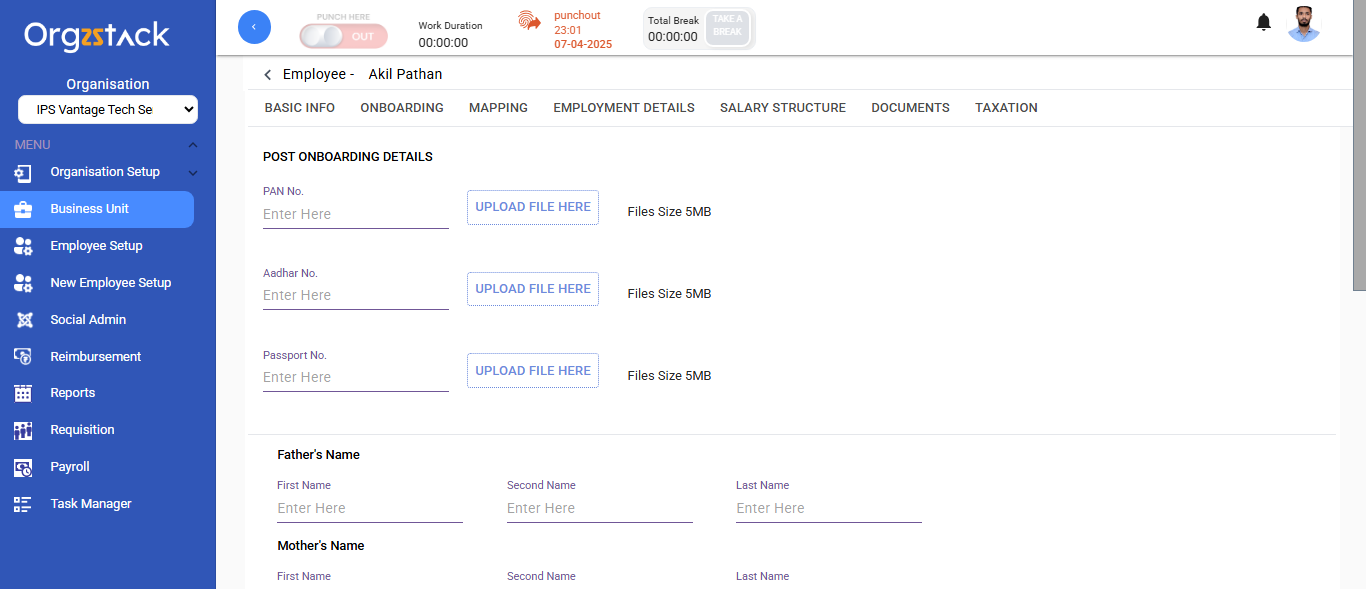 Orgzstack
Organisation
IPS Vantage Tech Se
MENU
Organisation Setup
Business Unit
Employee Setup
New Employee Setup
Social Admin
Reimbursement
Reports
Requisition
Payroll
Task Manager
PUNCH HERE
OUT
Work Duration
00:00:00
punchout
23:01
07-04-2025
Total Break
00:00:00
TAKE A
BREAK
Employee - Akil Pathan
BASIC INFO ONBOARDING MAPPING EMPLOYMENT DETAILS SALARY STRUCTURE DOCUMENTS TAXATION
POST ONBOARDING DETAILS
PAN No.
Enter Here UPLOAD FILE HERE Files Size 5MB
Aadhar No.
Enter Here UPLOAD FILE HERE Files Size 5MB
Passport No.
Enter Here UPLOAD FILE HERE Files Size 5MB
Father's Name
First Name Second Name Last Name
Enter Here Enter Here Enter Here
Mother's Name
First Name Second Name Last Name